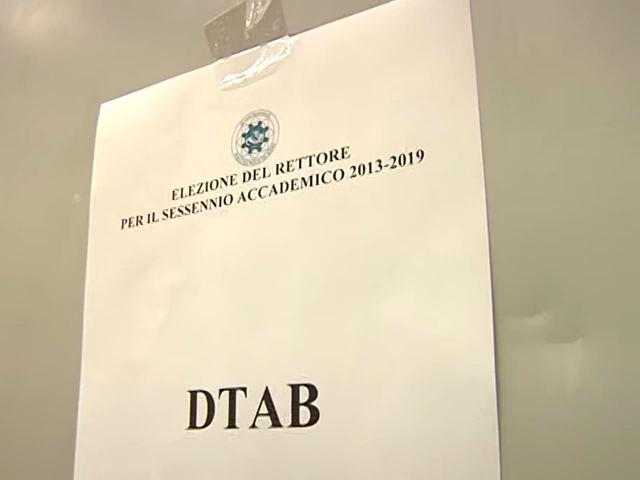 ELEZIONE DEL RETTORE
PER IL SESSENNIO ACCADEMICO 2013-2019
DTAB